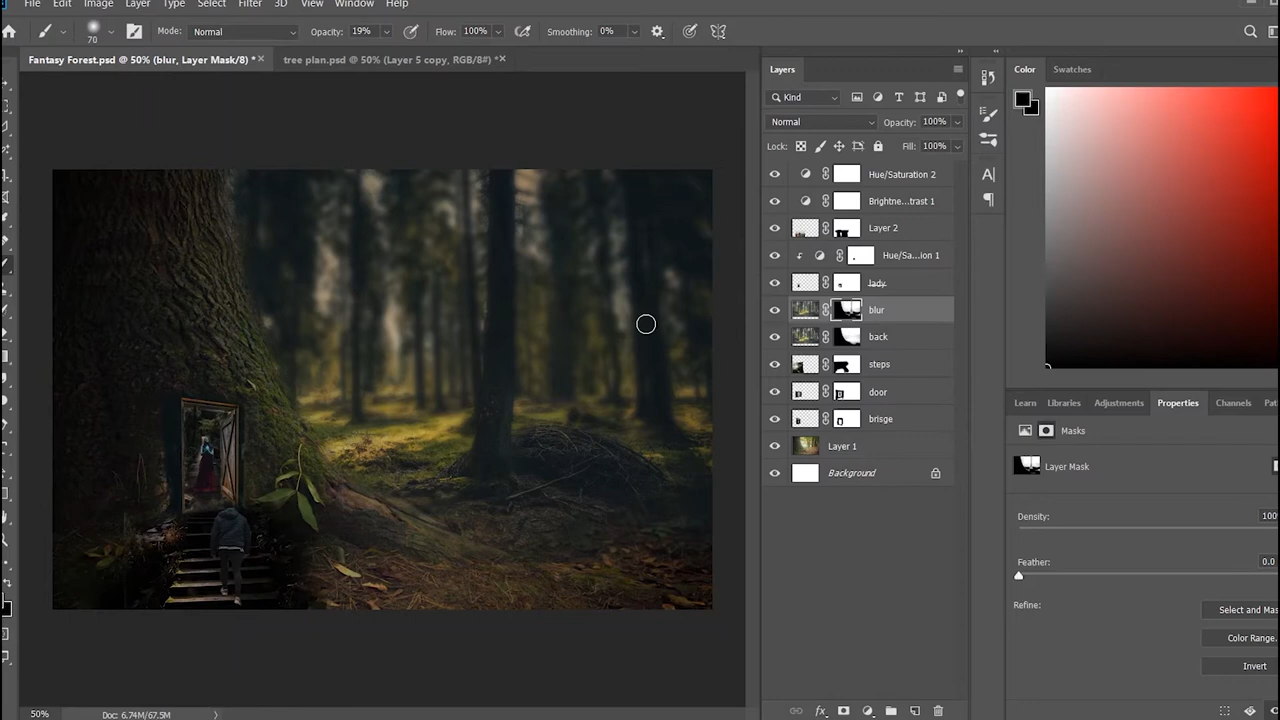 File Edit Image Layer Type Select Filter 3D View Window Help
70 Mode: Normal Opacity: 19% Flow: 100% Smoothing: 0%
Fantasy Forest.psd @ 50% (blur, Layer Mask/8) * × tree plan.psd @ 50% (Layer 5 copy, RGB/8#) * ×
Layers
Kind
Normal Opacity: 100%
Lock: Fill: 100%
Hue/Saturation 2
Brightne...trast 1
Layer 2
Hue/Sa...ion 1
lady
blur
back
steps
door
brisge
Layer 1
Background
Color Swatches
Learn Libraries Adjustments Properties Channels Pat
Masks
Layer Mask
Density: 100
Feather: 0.0
Refine: Select and Mas
Color Range.
Invert
50% Doc: 6.74M/67.5M